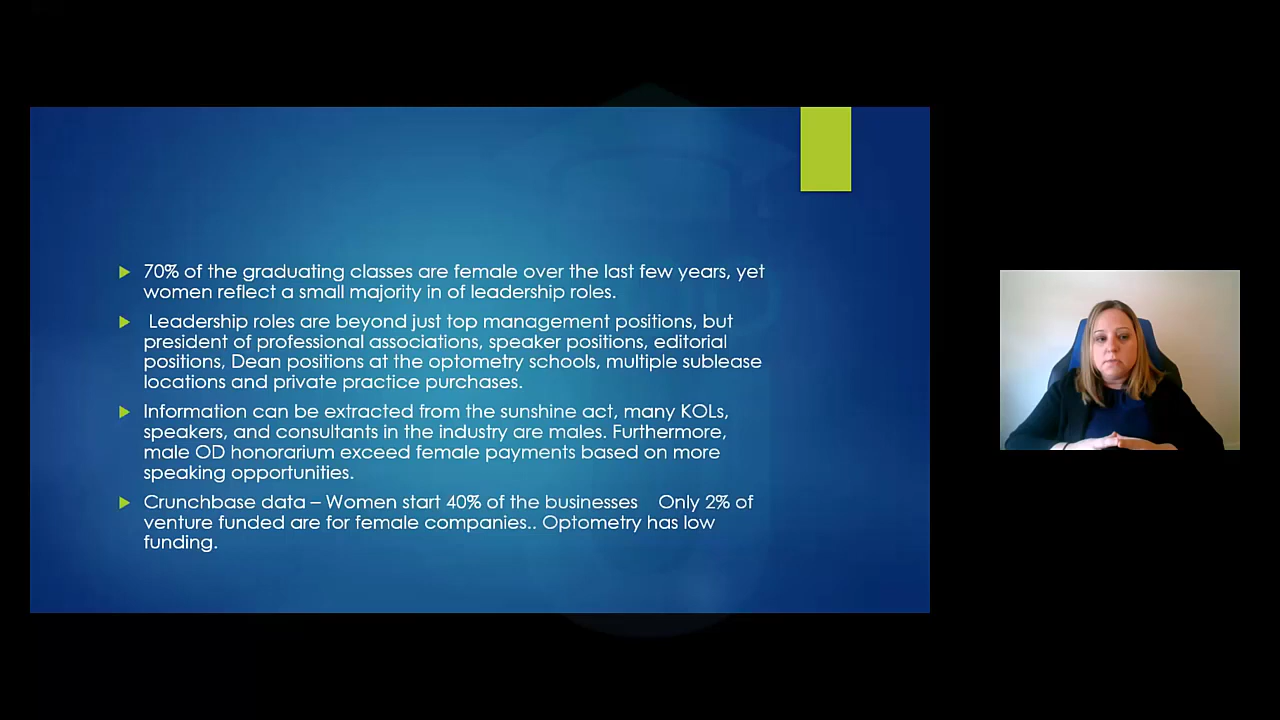 70% of the graduating classes are female over the last few years, yet
women reflect a small majority in of leadership roles.
Leadership roles are beyond just top management positions, but
president of professional associations, speaker positions, editorial
positions, Dean positions at the optometry schools, multiple sublease
locations and private practice purchases.
Information can be extracted from the sunshine act, many KOLs,
speakers, and consultants in the industry are males. Furthermore,
male OD honorarium exceed female payments based on more
speaking opportunities.
Crunchbase data – Women start 40% of the businesses Only 2% of
venture funded are for female companies.. Optometry has low
funding.